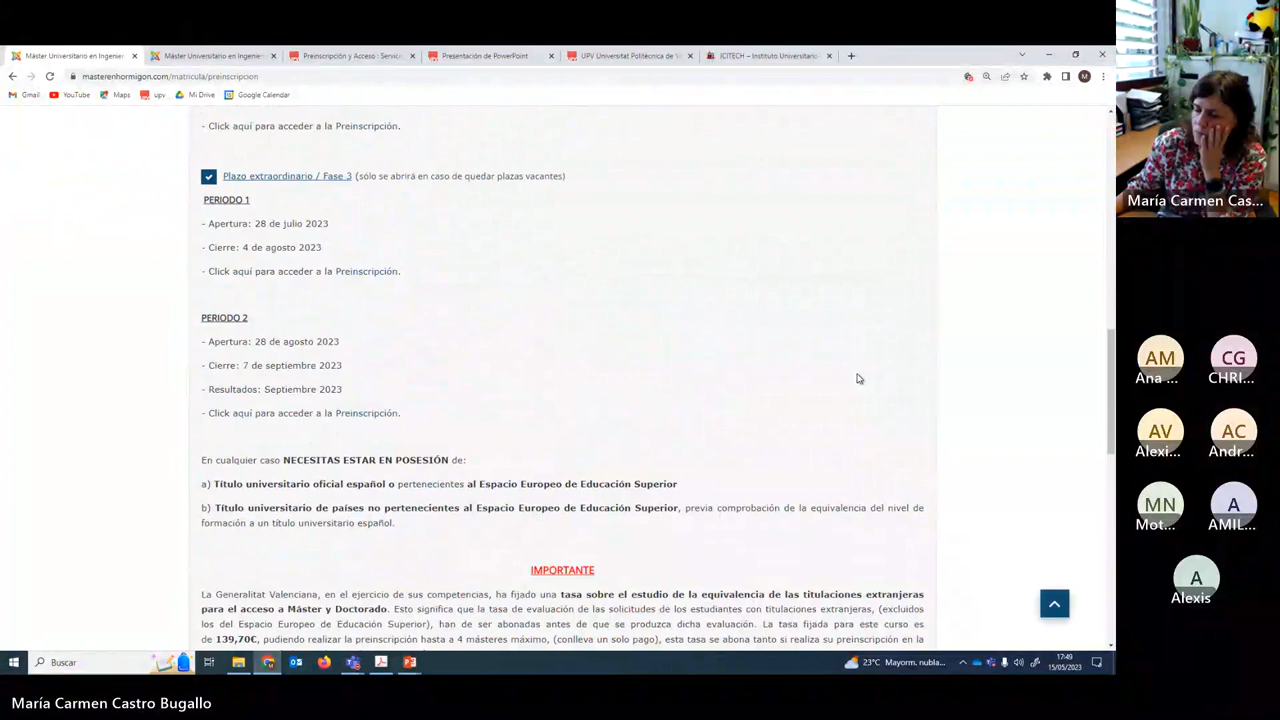 Máster Universitario en Ingenier
Máster Universitario en Ingenier
Preinscripción y Acceso : Servici
Presentación de PowerPoint
UPV Universitat Politècnica de V
ICITECH – Instituto Universitario
masterenhormigon.com/matricula/preinscripcion
M
Gmail
YouTube
Maps
upv
Mi Drive
Google Calendar
- Click aquí para acceder a la Preinscripción.
Plazo extraordinario / Fase 3 (sólo se abrirá en caso de quedar plazas vacantes)
PERIODO 1
- Apertura: 28 de julio 2023
- Cierre: 4 de agosto 2023
- Click aquí para acceder a la Preinscripción.
PERIODO 2
- Apertura: 28 de agosto 2023
- Cierre: 7 de septiembre 2023
- Resultados: Septiembre 2023
- Click aquí para acceder a la Preinscripción.
En cualquier caso NECESITAS ESTAR EN POSESIÓN de:
a) Título universitario oficial español o pertenecientes al Espacio Europeo de Educación Superior
b) Título universitario de países no pertenecientes al Espacio Europeo de Educación Superior, previa comprobación de la equivalencia del nivel de
formación a un título universitario español.
IMPORTANTE
La Generalitat Valenciana, en el ejercicio de sus competencias, ha fijado una tasa sobre el estudio de la equivalencia de las titulaciones extranjeras
para el acceso a Máster y Doctorado. Esto significa que la tasa de evaluación de las solicitudes de los estudiantes con titulaciones extranjeras, (excluidos
los del Espacio Europeo de Educación Superior), han de ser abonadas antes de que se produzca dicha evaluación. La tasa fijada para este curso es
de 139,70€, pudiendo realizar la preinscripción hasta a 4 másteres máximo, (conlleva un solo pago), esta tasa se abona tanto si realiza su preinscripción en la
Buscar
23°C Mayorm. nubla...
17:49
15/05/2023
María Carmen Cas...
AM
Ana ...
CG
CHRI...
AV
Alexi...
AC
Andr...
MN
Mot...
A
AMIL...
A
Alexis
María Carmen Castro Bugallo